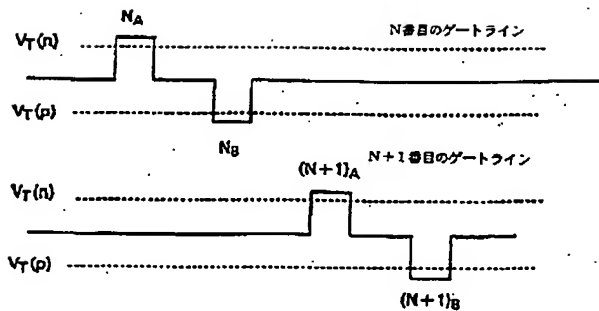 N_A
V_T(n)
N番目のゲートライン
V_T(p)
N_B
N+1番目のゲートライン
(N+1)_A
V_T(n)
V_T(p)
(N+1)_B